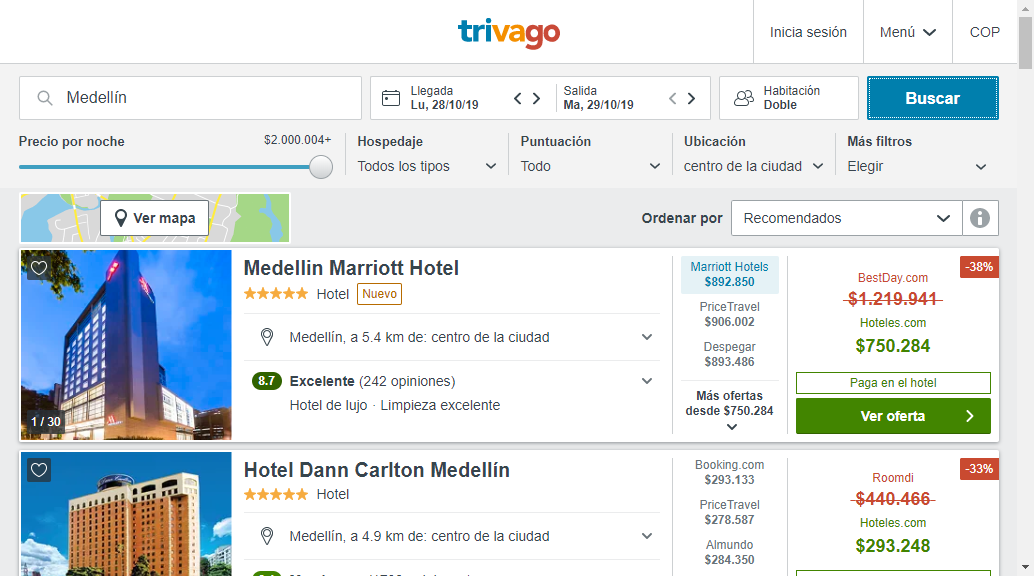 trivago
Inicia sesión
Menú
COP
Medellín
Llegada
Lu, 28/10/19
Salida
Ma, 29/10/19
Habitación
Doble
Buscar
Precio por noche
$2.000.004+
Hospedaje
Todos los tipos
Puntuación
Todo
Ubicación
centro de la ciudad
Más filtros
Elegir
Ver mapa
Ordenar por
Recomendados
1 / 30
Medellin Marriott Hotel
Hotel
Nuevo
Medellín, a 5.4 km de: centro de la ciudad
8.7 Excelente (242 opiniones)
Hotel de lujo · Limpieza excelente
Marriott Hotels
$892.850
PriceTravel
$906.002
Despegar
$893.486
Más ofertas
desde $750.284
-38%
BestDay.com
$1.219.941
Hoteles.com
$750.284
Paga en el hotel
Ver oferta
Hotel Dann Carlton Medellín
Hotel
Medellín, a 4.9 km de: centro de la ciudad
Booking.com
$293.133
PriceTravel
$278.587
Almundo
$284.350
-33%
Roomdi
$440.466
Hoteles.com
$293.248